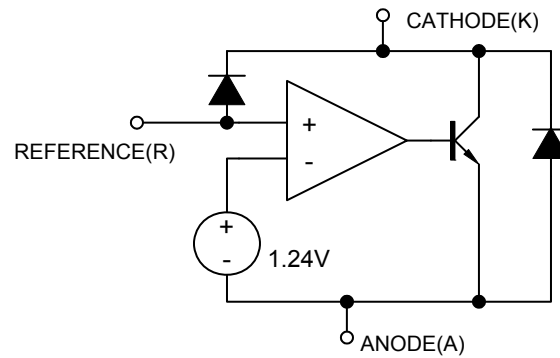 CATHODE(K)
+
REFERENCE(R)
-
+
1.24V
-
ANODE(A)